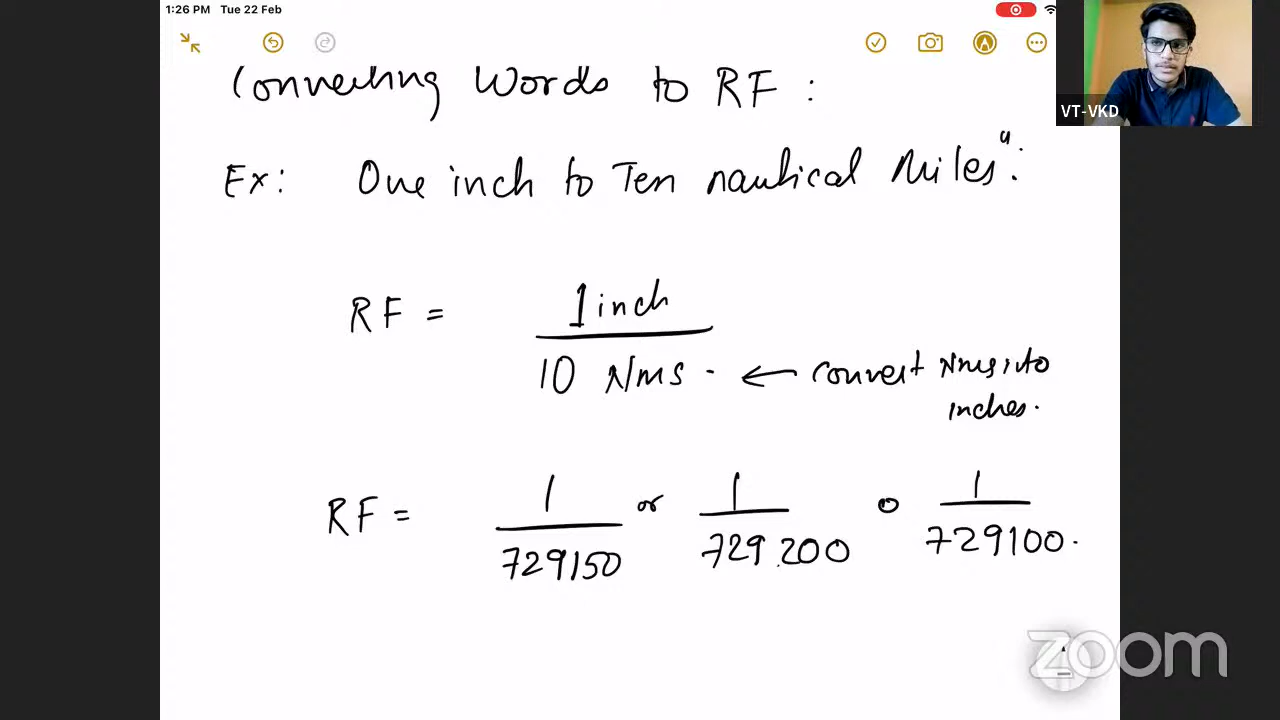 1:26 PM Tue 22 Feb
Converting Words to RF :
VT-VKD
Ex: One inch to Ten nautical Miles":
RF = 1 inch
10 Nms. ← convert Nms into
inches.
RF = 1 or 1 o 1
729150 729.200 729100.
zoom